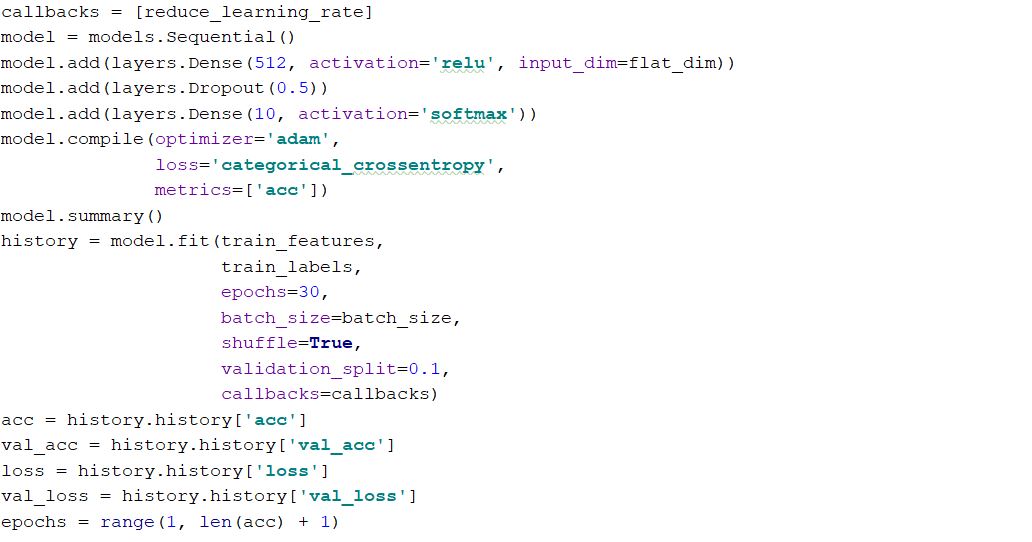 callbacks = [reduce_learning_rate]
model = models.Sequential()
model.add(layers.Dense(512, activation='relu', input_dim=flat_dim))
model.add(layers.Dropout(0.5))
model.add(layers.Dense(10, activation='softmax'))
model.compile(optimizer='adam',
              loss='categorical_crossentropy',
              metrics=['acc'])
model.summary()
history = model.fit(train_features,
                    train_labels,
                    epochs=30,
                    batch_size=batch_size,
                    shuffle=True,
                    validation_split=0.1,
                    callbacks=callbacks)
acc = history.history['acc']
val_acc = history.history['val_acc']
loss = history.history['loss']
val_loss = history.history['val_loss']
epochs = range(1, len(acc) + 1)